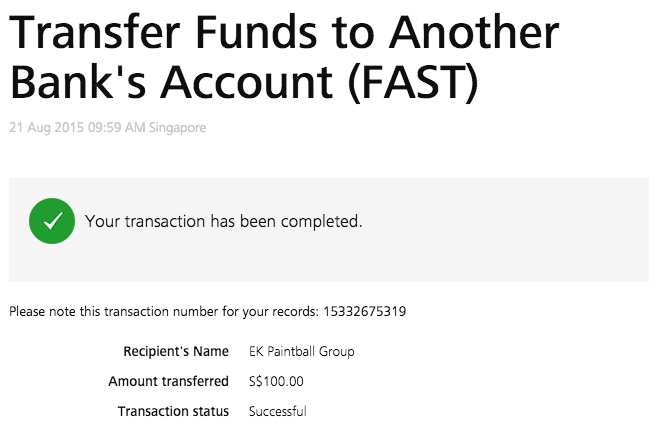 Transfer Funds to Another
Bank's Account (FAST)
21 Aug 2015 09:59 AM Singapore
Your transaction has been completed.
Please note this transaction number for your records: 15332675319
Recipient's Name EK Paintball Group
Amount transferred S$100.00
Transaction status Successful